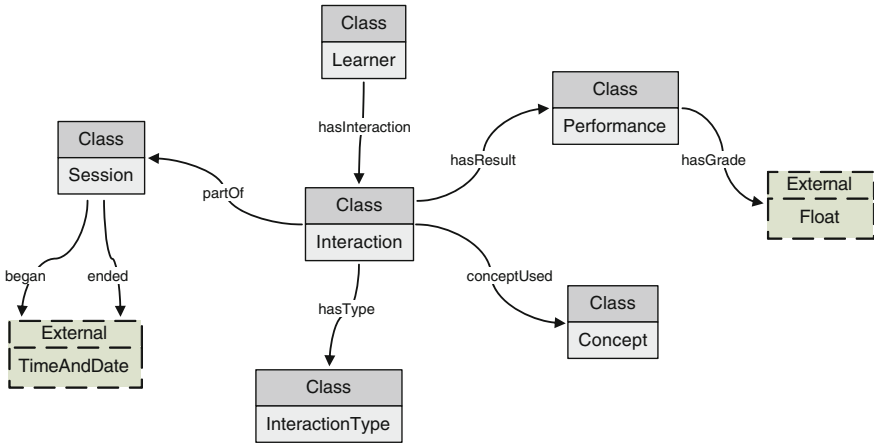 Class
Learner
hasInteraction
Class
Performance
hasResult
hasGrade
External
Float
Class
Session
partOf
Class
Interaction
began
ended
External
TimeAndDate
hasType
conceptUsed
Class
Concept
Class
InteractionType